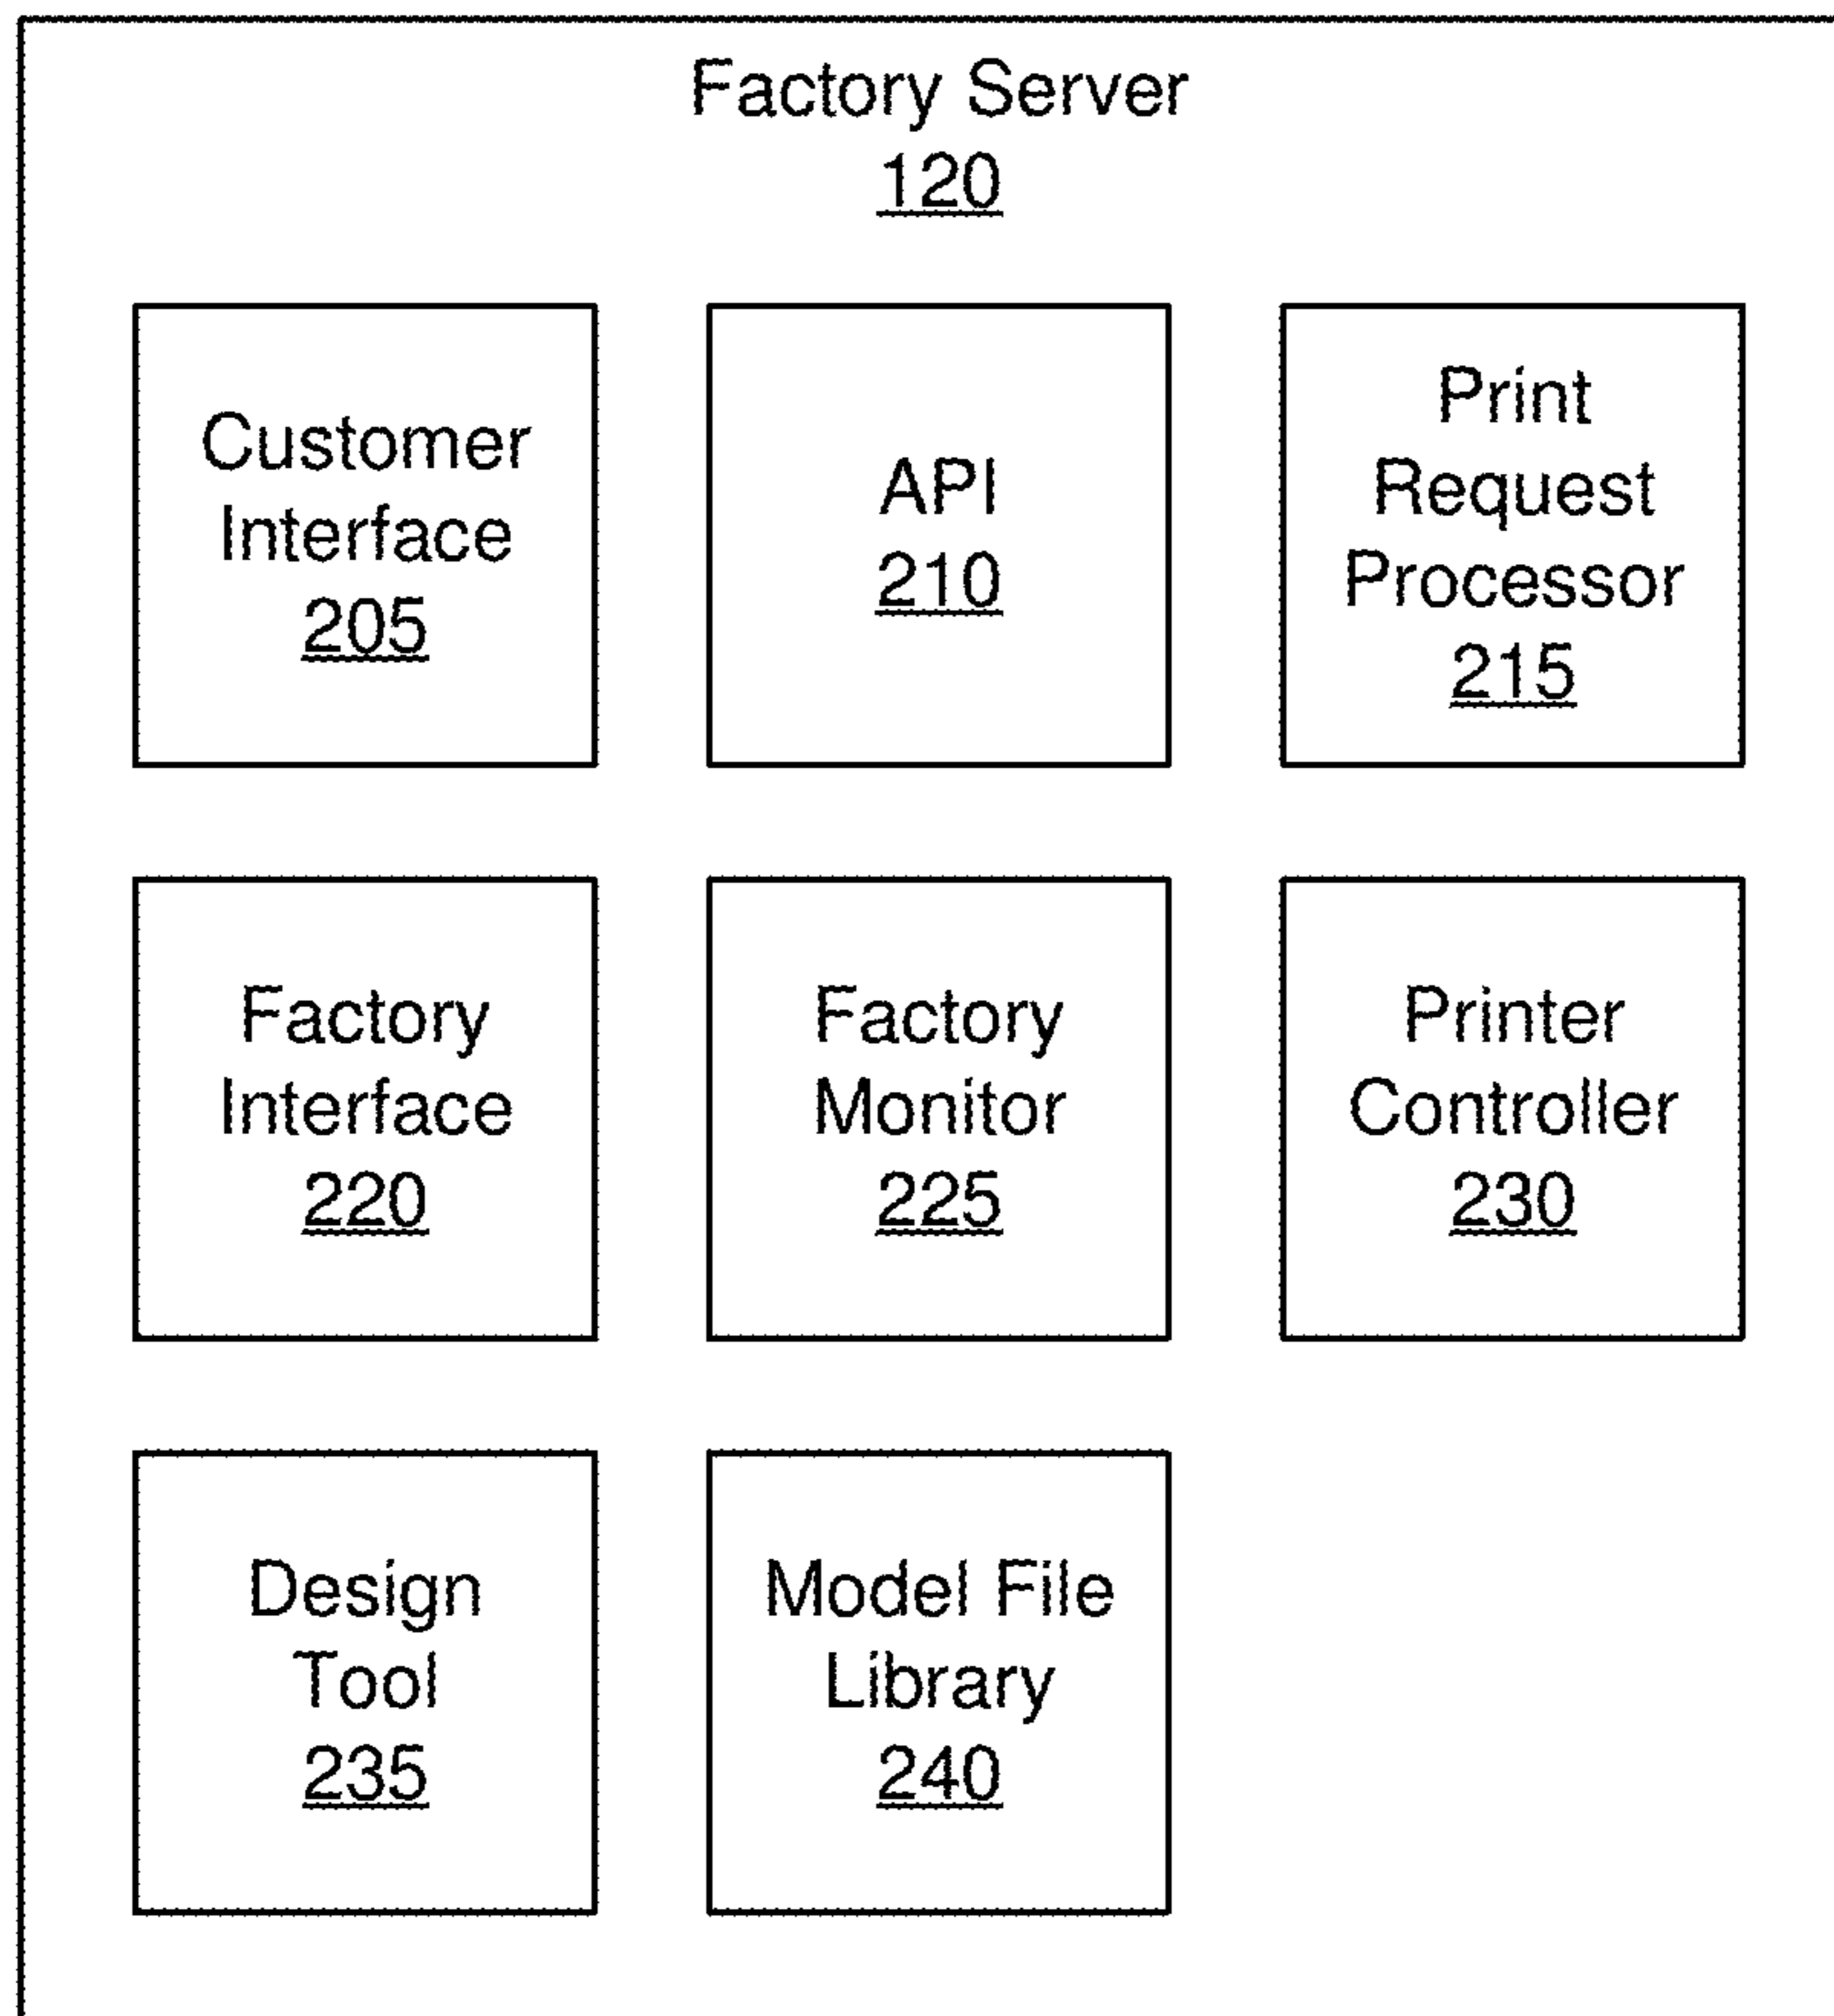 Factory Server
120
Customer
Interface
205
API
210
Print
Request
Processor
215
Factory
Interface
220
Factory
Monitor
225
Printer
Controller
230
Design
Tool
235
Model File
Library
240